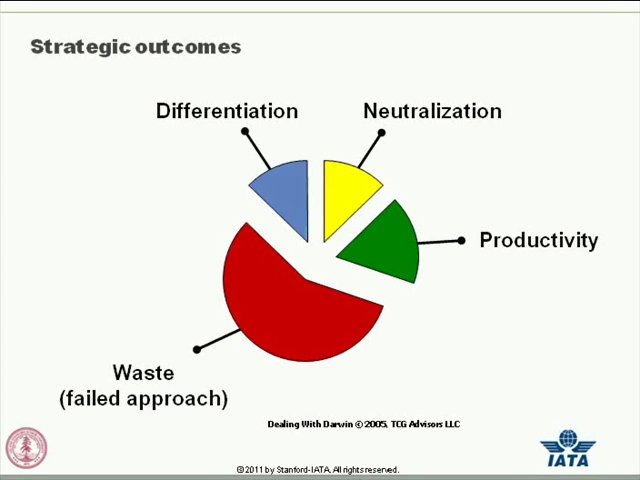 Strategic outcomes
Differentiation
Neutralization
Productivity
Waste
(failed approach)
Dealing With Darwin © 2005, TCG Advisors LLC
IATA
© 2011 by Stanford-IATA. All rights reserved.